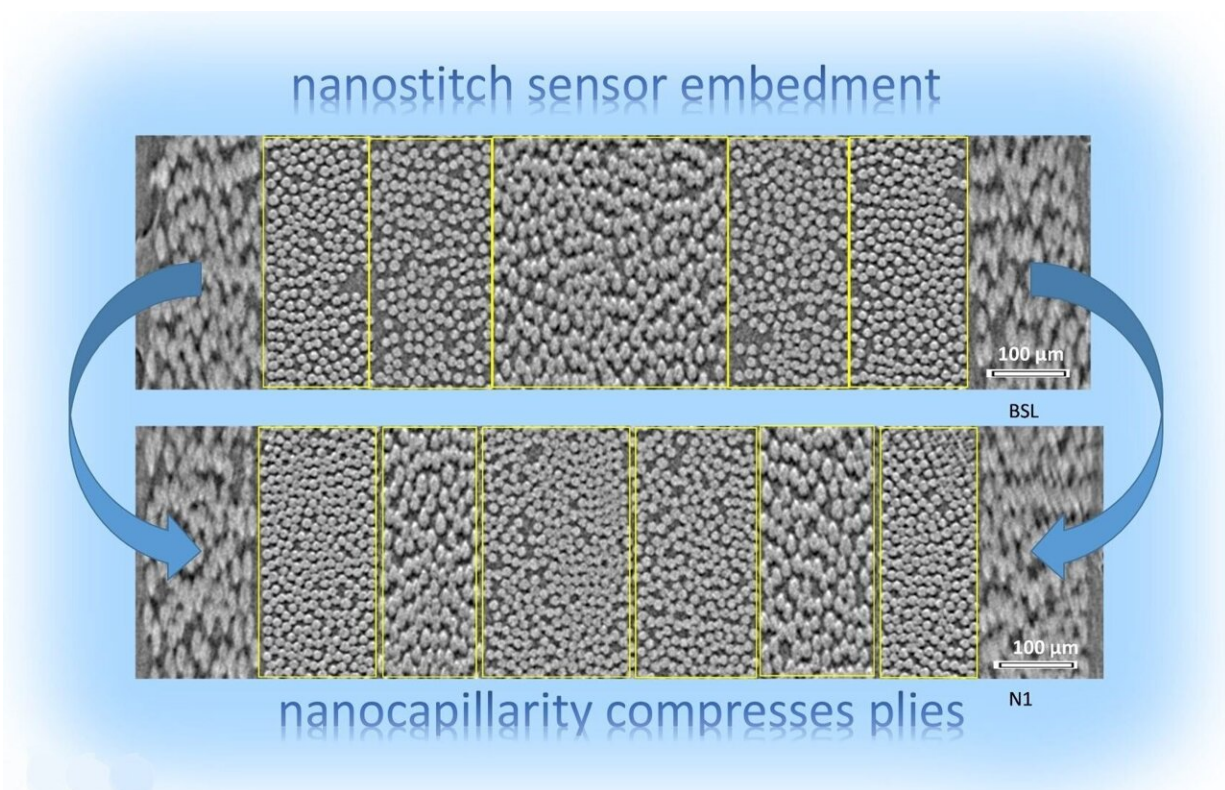 nanostitch sensor embedment
100 µm
BSL
100 µm
N1
nanocapillarity compresses plies